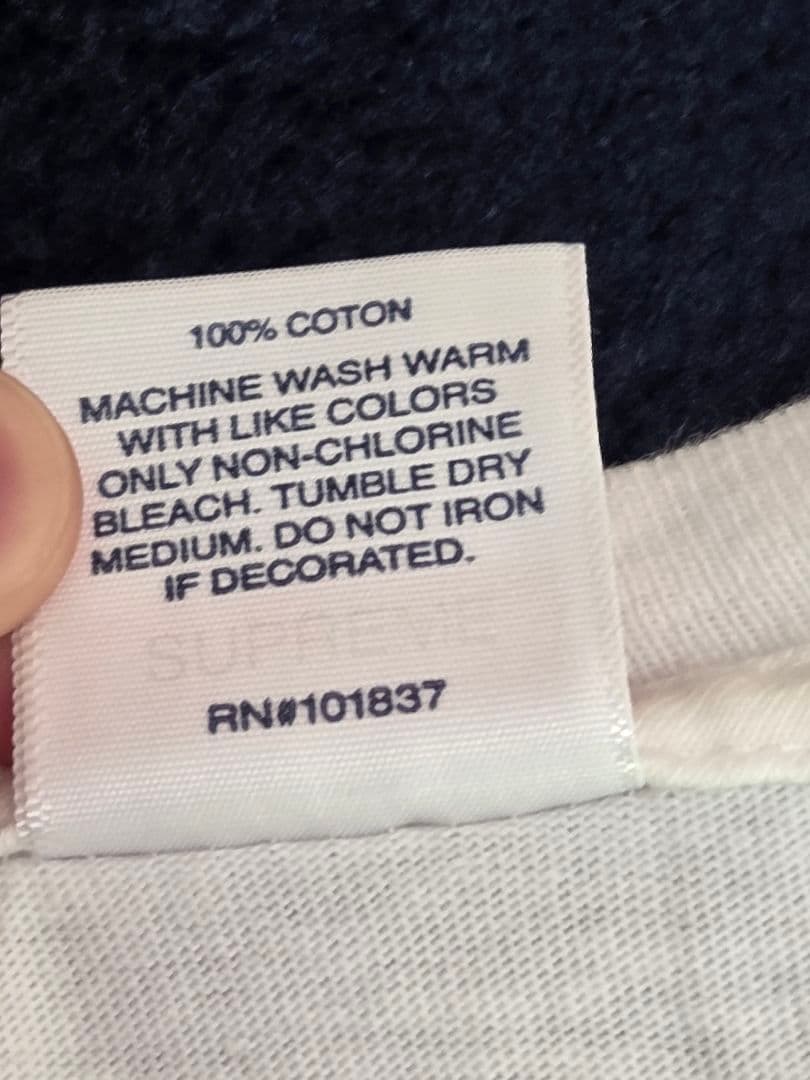 100% COTON
MACHINE WASH WARM
WITH LIKE COLORS
ONLY NON-CHLORINE
BLEACH. TUMBLE DRY
MEDIUM. DO NOT IRON
IF DECORATED.
SUPREME
RN#101837